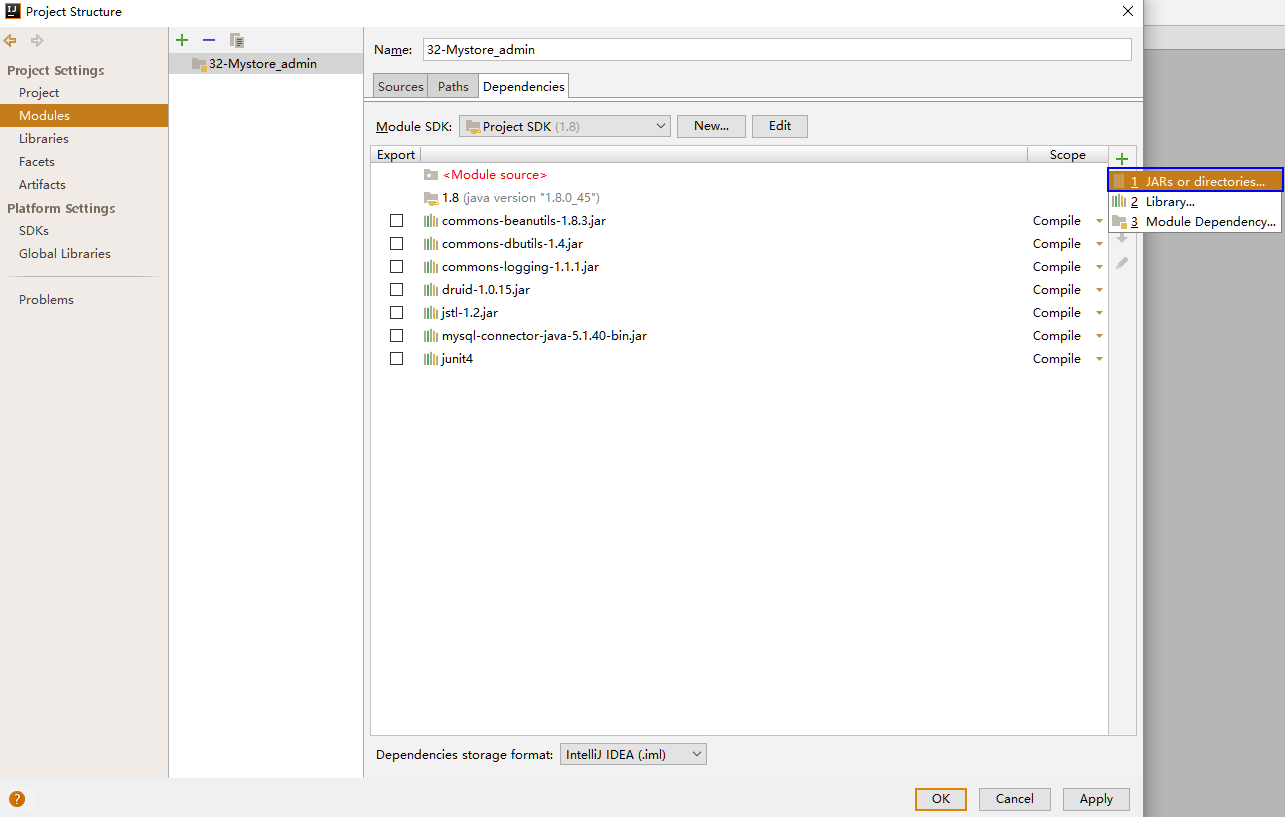 Project Structure
Project Settings
Project
Modules
Libraries
Facets
Artifacts
Platform Settings
SDKs
Global Libraries
Problems
32-Mystore_admin
Name: 32-Mystore_admin
Sources Paths Dependencies
Module SDK: Project SDK (1.8) New... Edit
Export Scope
<Module source>
1.8 (java version "1.8.0_45")
commons-beanutils-1.8.3.jar Compile
commons-dbutils-1.4.jar Compile
commons-logging-1.1.1.jar Compile
druid-1.0.15.jar Compile
jstl-1.2.jar Compile
mysql-connector-java-5.1.40-bin.jar Compile
junit4 Compile
1 JARs or directories...
2 Library...
3 Module Dependency...
Dependencies storage format: IntelliJ IDEA (.iml)
? OK Cancel Apply